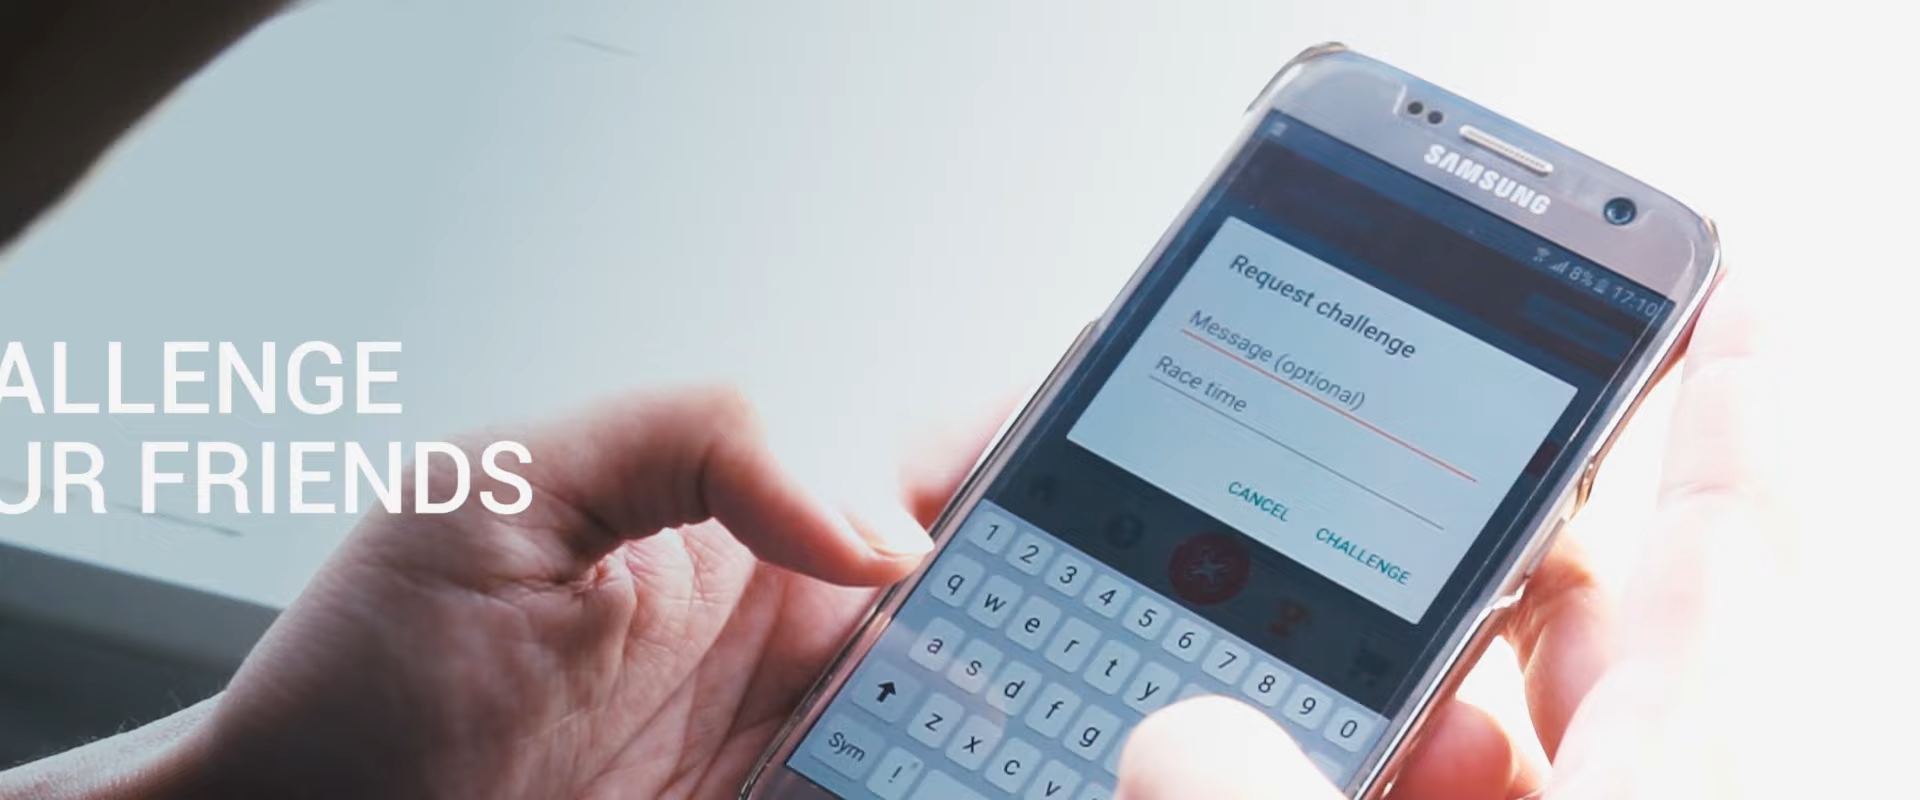 ALLENGE
UR FRIENDS
SAMSUNG
8% 17:10
Request challenge
Message (optional)
Race time
CANCEL CHALLENGE
1 2 3 4 5 6 7 8 9 0
q w e r t y
a s d f g
z x c v
Sym !